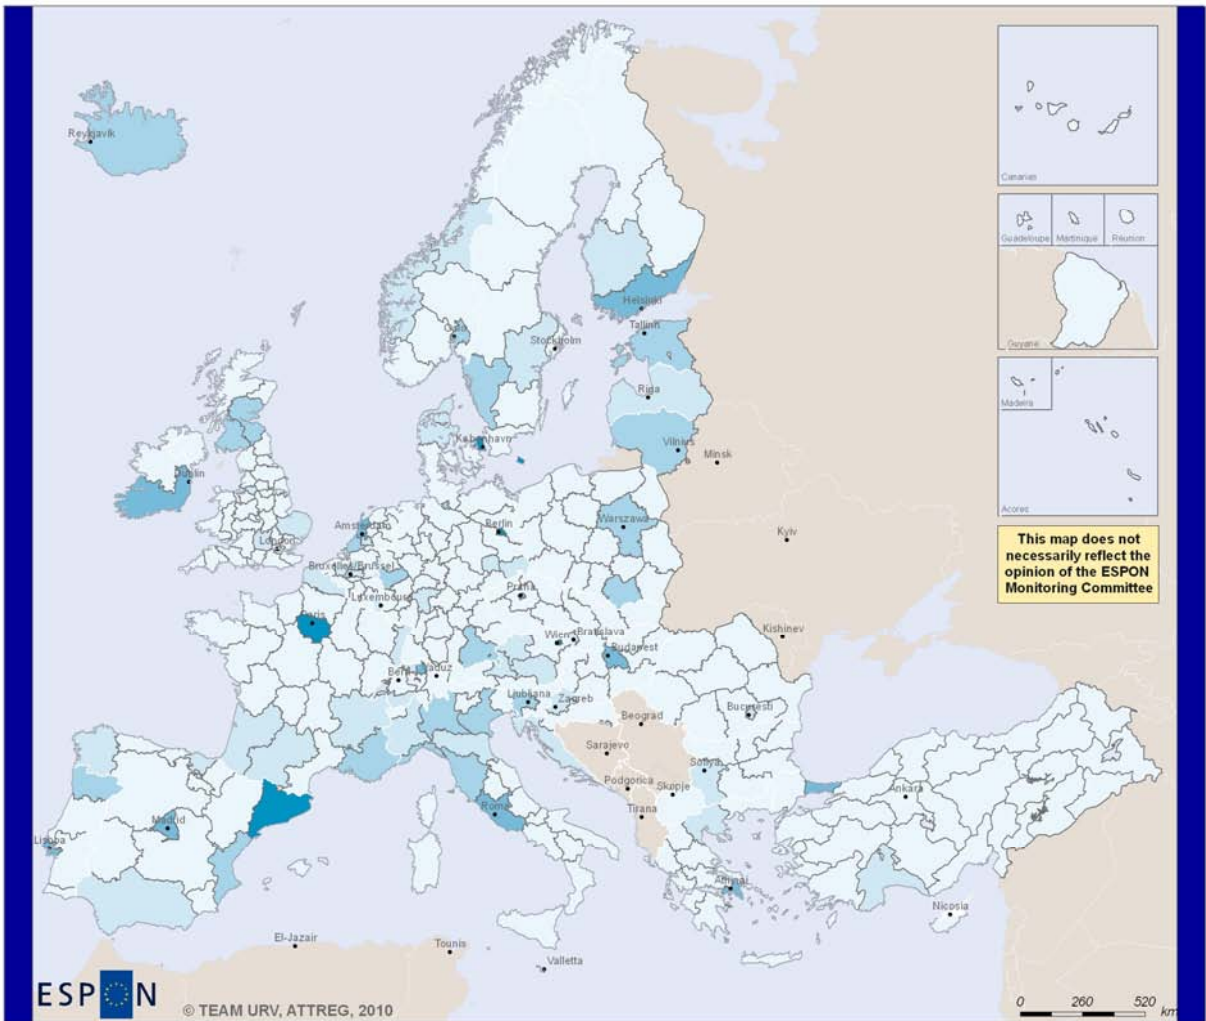 Reykjavik
Canarias
Guadeloupe
Martinique
Réunion
Helsinki
Tallinn
Oslo
Stockholm
Guyane
Riga
Madeira
København
Vilnius
Minsk
Dublin
Acores
Amsterdam
Berlin
Warszawa
Kyiv
London
This map does not
necessarily reflect the
opinion of the ESPON
Monitoring Committee
Bruxelles/Brussel
Praha
Luxembourg
Paris
Kishinev
Wien
Bratislava
Budapest
Bern
Vaduz
Ljubljana
Zagreb
Bucuresti
Beograd
Sarajevo
Sofiya
Podgorica
Skopje
Ankara
Roma
Tirana
Madrid
Lisboa
Athinai
Nicosia
El-Jazair
Tounis
Valletta
ESPON
© TEAM URV, ATTREG, 2010
0 260 520
km